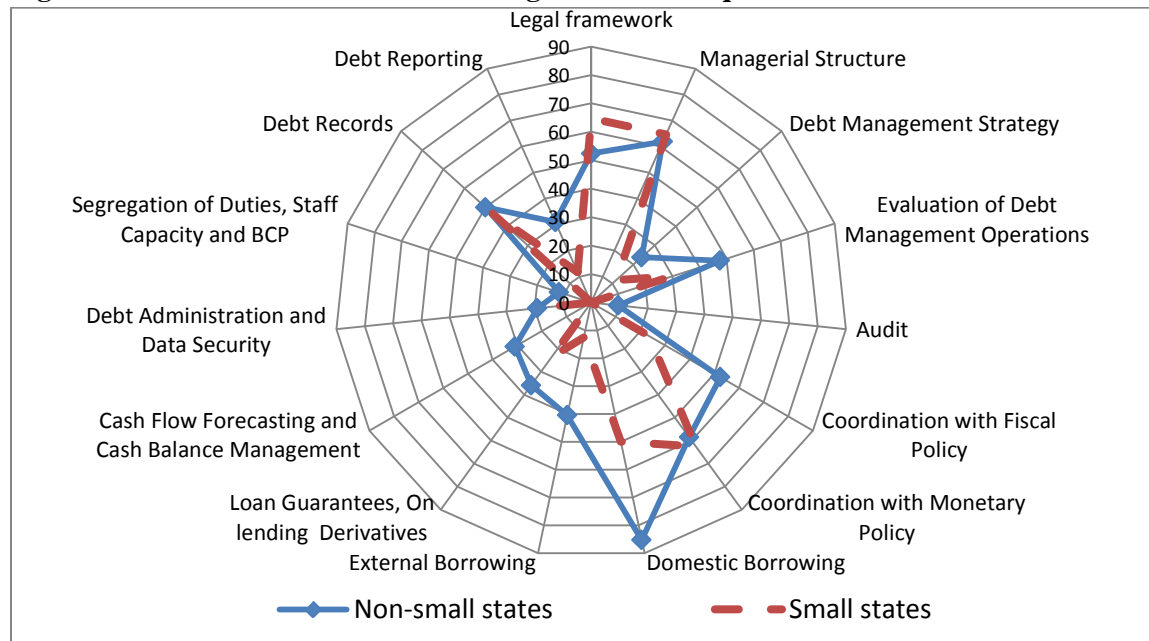 Legal framework
Managerial Structure
Debt Management Strategy
Evaluation of Debt
Management Operations
Audit
Coordination with Fiscal
Policy
Coordination with Monetary
Policy
Domestic Borrowing
External Borrowing
Loan Guarantees, On
lending Derivatives
Cash Flow Forecasting and
Cash Balance Management
Debt Administration and
Data Security
Segregation of Duties, Staff
Capacity and BCP
Debt Records
Debt Reporting
90
80
70
60
50
40
30
20
10
0
Non-small states
Small states